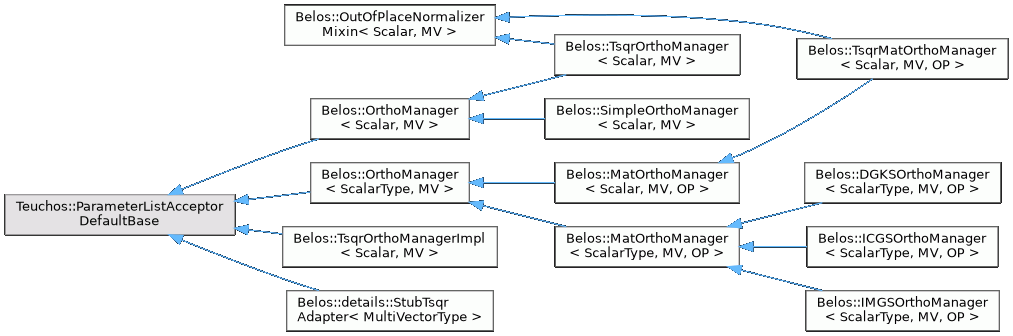 Belos::OutOfPlaceNormalizer
Mixin< Scalar, MV >
Belos::TsqrOrthoManager
< Scalar, MV >
Belos::TsqrMatOrthoManager
< Scalar, MV, OP >
Belos::OrthoManager
< Scalar, MV >
Belos::SimpleOrthoManager
< Scalar, MV >
Teuchos::ParameterListAcceptor
DefaultBase
Belos::OrthoManager
< ScalarType, MV >
Belos::MatOrthoManager
< Scalar, MV, OP >
Belos::DGKSOrthoManager
< ScalarType, MV, OP >
Belos::TsqrOrthoManagerImpl
< Scalar, MV >
Belos::MatOrthoManager
< ScalarType, MV, OP >
Belos::ICGSOrthoManager
< ScalarType, MV, OP >
Belos::details::StubTsqr
Adapter< MultiVectorType >
Belos::IMGSOrthoManager
< ScalarType, MV, OP >